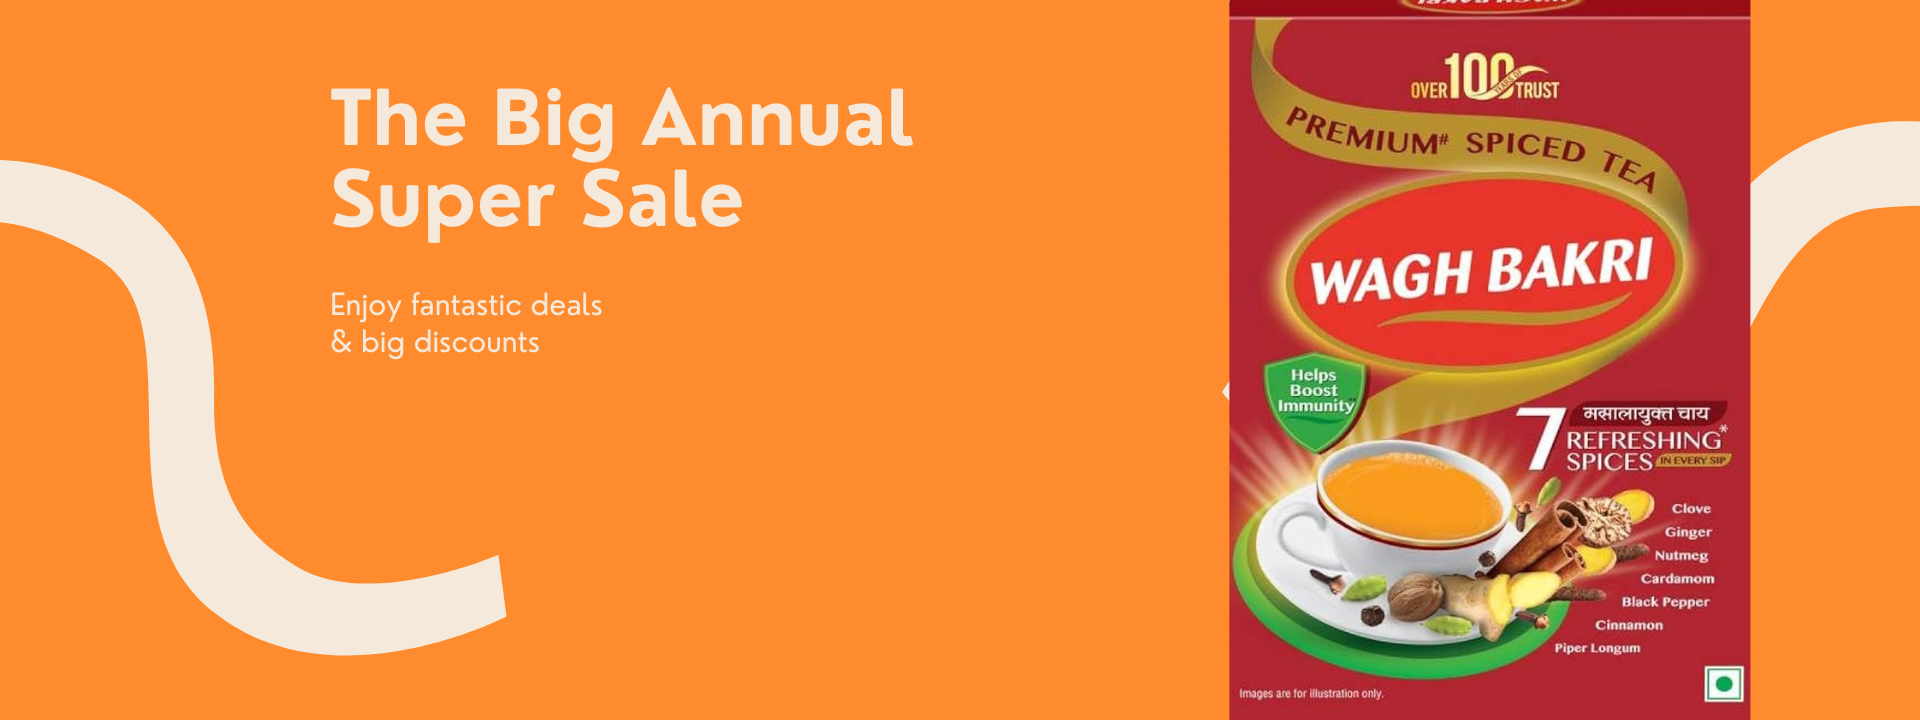 The Big Annual
Super Sale
Enjoy fantastic deals
& big discounts
OVER 100 YEARS OF TRUST
PREMIUM# SPICED TEA
WAGH BAKRI
Helps
Boost
Immunity
7
मसालायुक्त चाय
REFRESHING*
SPICES IN EVERY SIP
Clove
Ginger
Nutmeg
Cardamom
Black Pepper
Cinnamon
Piper Longum
Images are for illustration only.